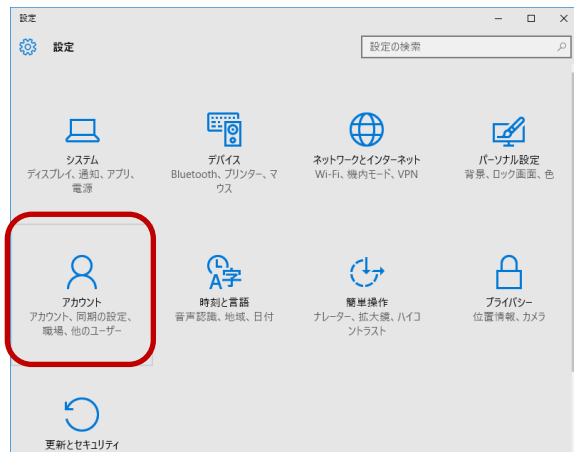 設定
設定
設定の検索
システム
ディスプレイ、通知、アプリ、
電源
デバイス
Bluetooth、プリンター、マ
ウス
ネットワークとインターネット
Wi-Fi、機内モード、VPN
パーソナル設定
背景、ロック画面、色
アカウント
アカウント、同期の設定、
職場、他のユーザー
A字
時刻と言語
音声認識、地域、日付
簡単操作
ナレーター、拡大鏡、ハイコ
ントラスト
プライバシー
位置情報、カメラ
更新とセキュリティ